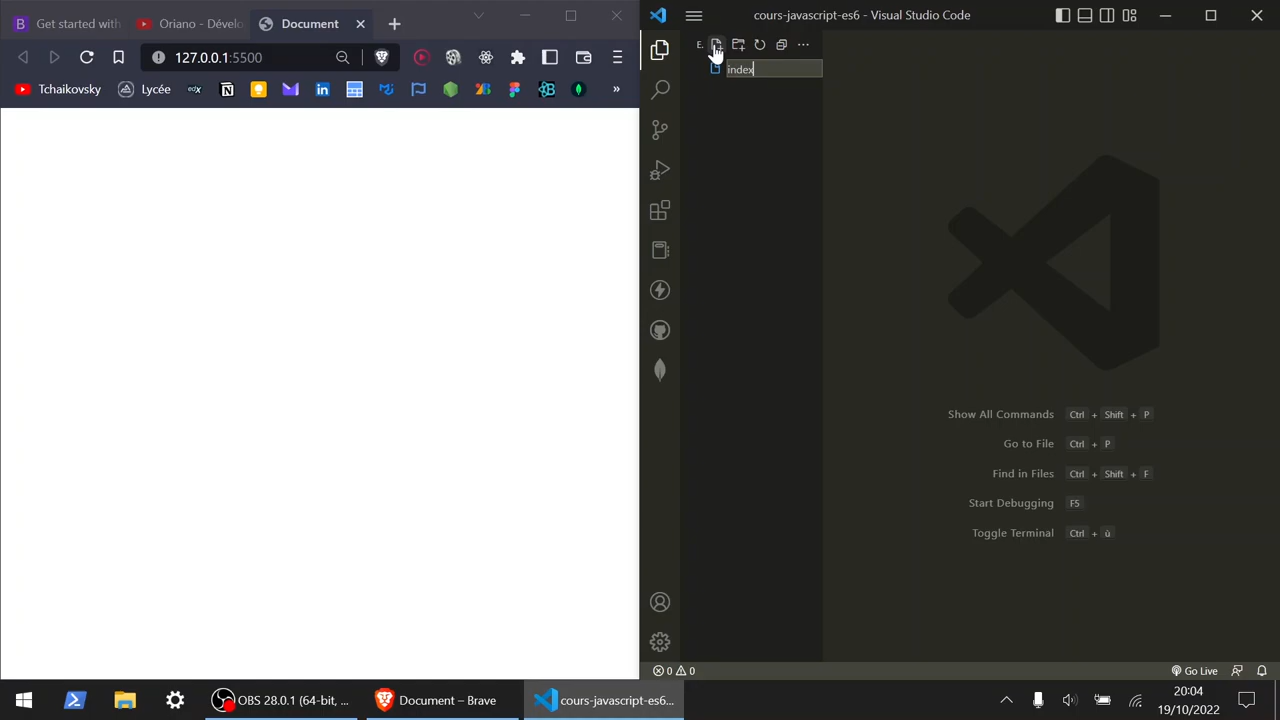 Get started with
Oriano - Dévelo
Document
127.0.0.1:5500
Tchaikovsky
Lycée
cours-javascript-es6 - Visual Studio Code
E.
index
Show All Commands Ctrl + Shift + P
Go to File Ctrl + P
Find in Files Ctrl + Shift + F
Start Debugging F5
Toggle Terminal Ctrl + ù
0 0
Go Live
OBS 28.0.1 (64-bit, ...
Document – Brave
cours-javascript-es6...
20:04
19/10/2022